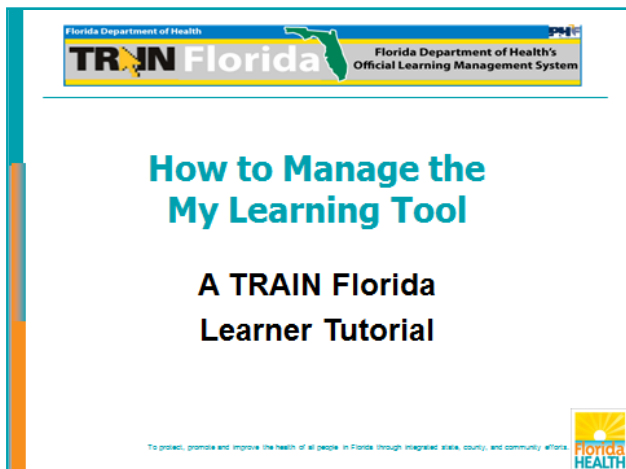 Florida Department of Health
PHF
TRAIN Florida
Florida Department of Health's
Official Learning Management System
How to Manage the
My Learning Tool
A TRAIN Florida
Learner Tutorial
To protect, promote and improve the health of all people in Florida through integrated state, county, and community efforts.
Florida
HEALTH